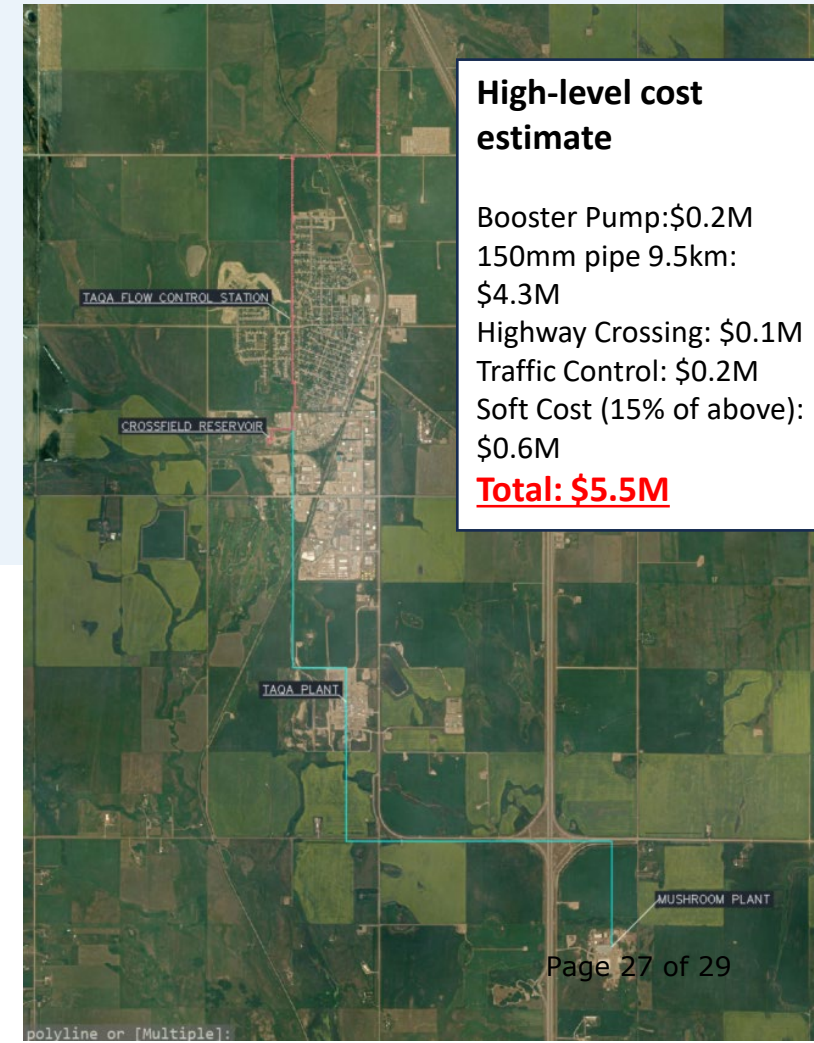 High-level cost
estimate
Booster Pump:$0.2M
150mm pipe 9.5km:
$4.3M
Highway Crossing: $0.1M
Traffic Control: $0.2M
Soft Cost (15% of above):
$0.6M
Total: $5.5M
TAQA FLOW CONTROL STATION
CROSSFIELD RESERVOIR
TAQA PLANT
MUSHROOM PLANT
Page 27 of 29
polyline or [Multiple]: